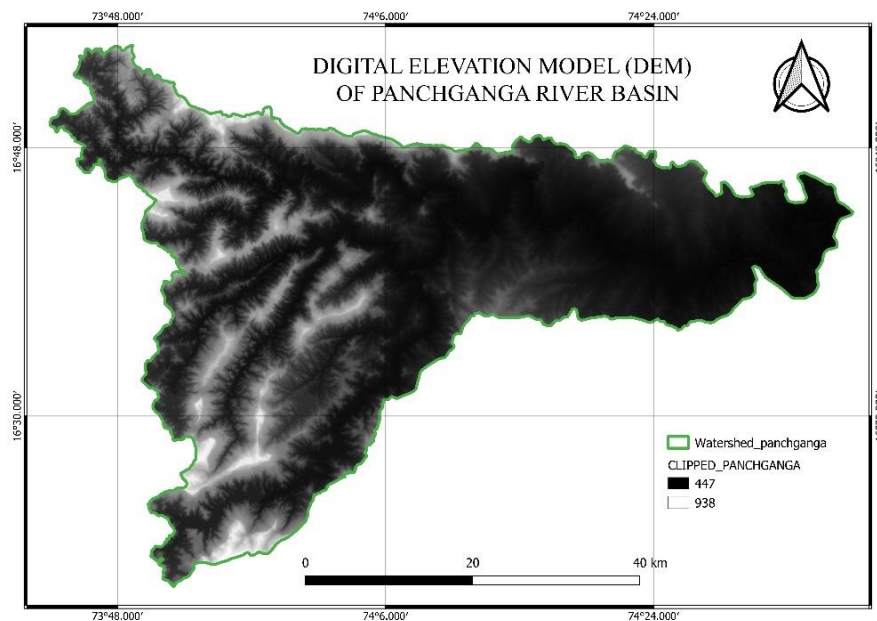 73°48.000′ 74°6.000′ 74°24.000′
DIGITAL ELEVATION MODEL (DEM)
OF PANCHGANGA RIVER BASIN
16°48.000′
16°30.000′
Watershed_panchganga
CLIPPED_PANCHGANGA
447
938
0 20 40 km
73°48.000′ 74°6.000′ 74°24.000′